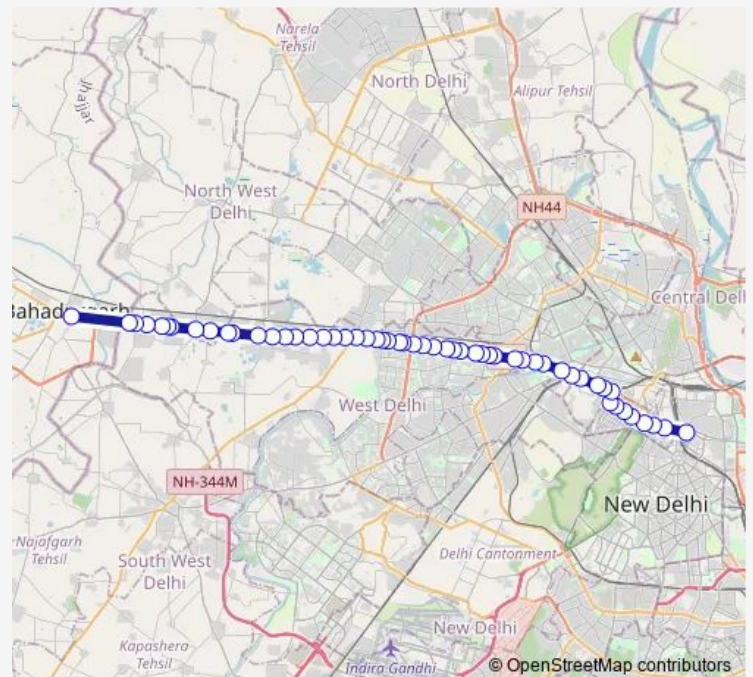 Narela
Tehsil
North Delhi
Alipur Tehsil
Jhajjar
North West
Delhi
NH44
Bahadurgarh
Central Del
West Delhi
NH-344M
New Delhi
Najafgarh
Tehsil
South West
Delhi
Delhi Cantonment
New Delhi
Kapashera
Tehsil
Indira Gandhi
© OpenStreetMap contributors